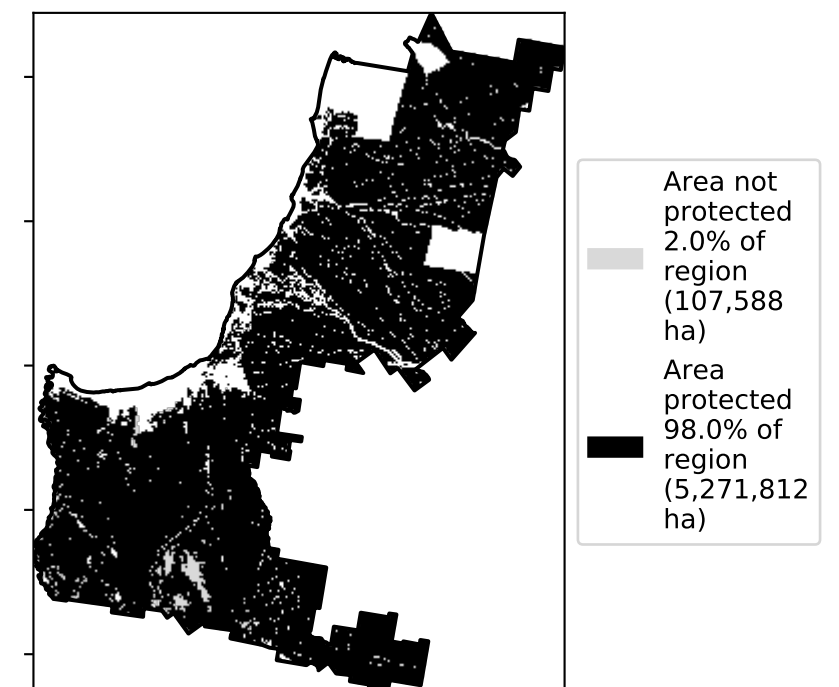 Area not
protected
2.0% of
region
(107,588
ha)
Area
protected
98.0% of
region
(5,271,812
ha)